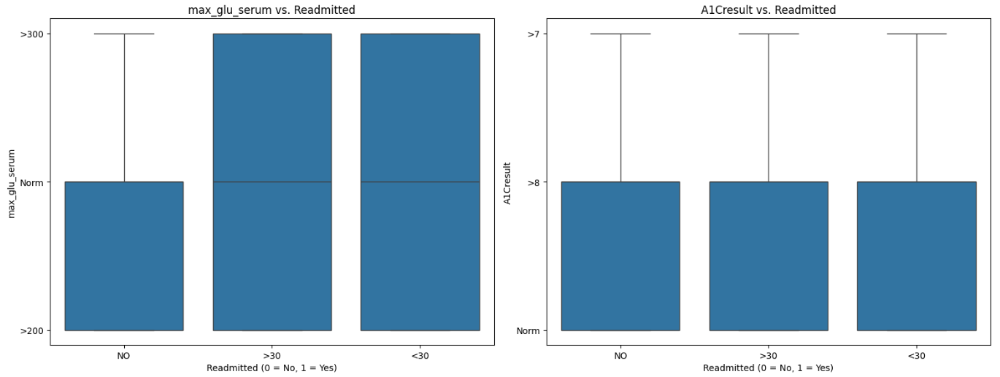 max_glu_serum vs. Readmitted
>300
Norm
>200
max_glu_serum
NO
>30
<30
Readmitted (0 = No, 1 = Yes)
A1Cresult vs. Readmitted
>7
>8
Norm
A1Cresult
NO
>30
<30
Readmitted (0 = No, 1 = Yes)